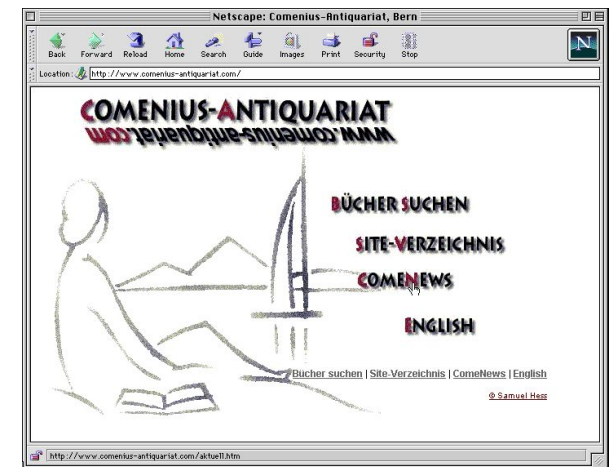 Netscape: Comenius-Antiquariat, Bern
Back Forward Reload Home Search Guide Images Print Security Stop
N
Location: http://www.comenius-antiquariat.com/
COMENIUS-ANTIQUARIAT
www.comenius-antiquariat.com
BÜCHER SUCHEN
SITE-VERZEICHNIS
COMENEWS
ENGLISH
Bücher suchen | Site-Verzeichnis | ComeNews | English
© Samuel Hess
http://www.comenius-antiquariat.com/aktuell.htm